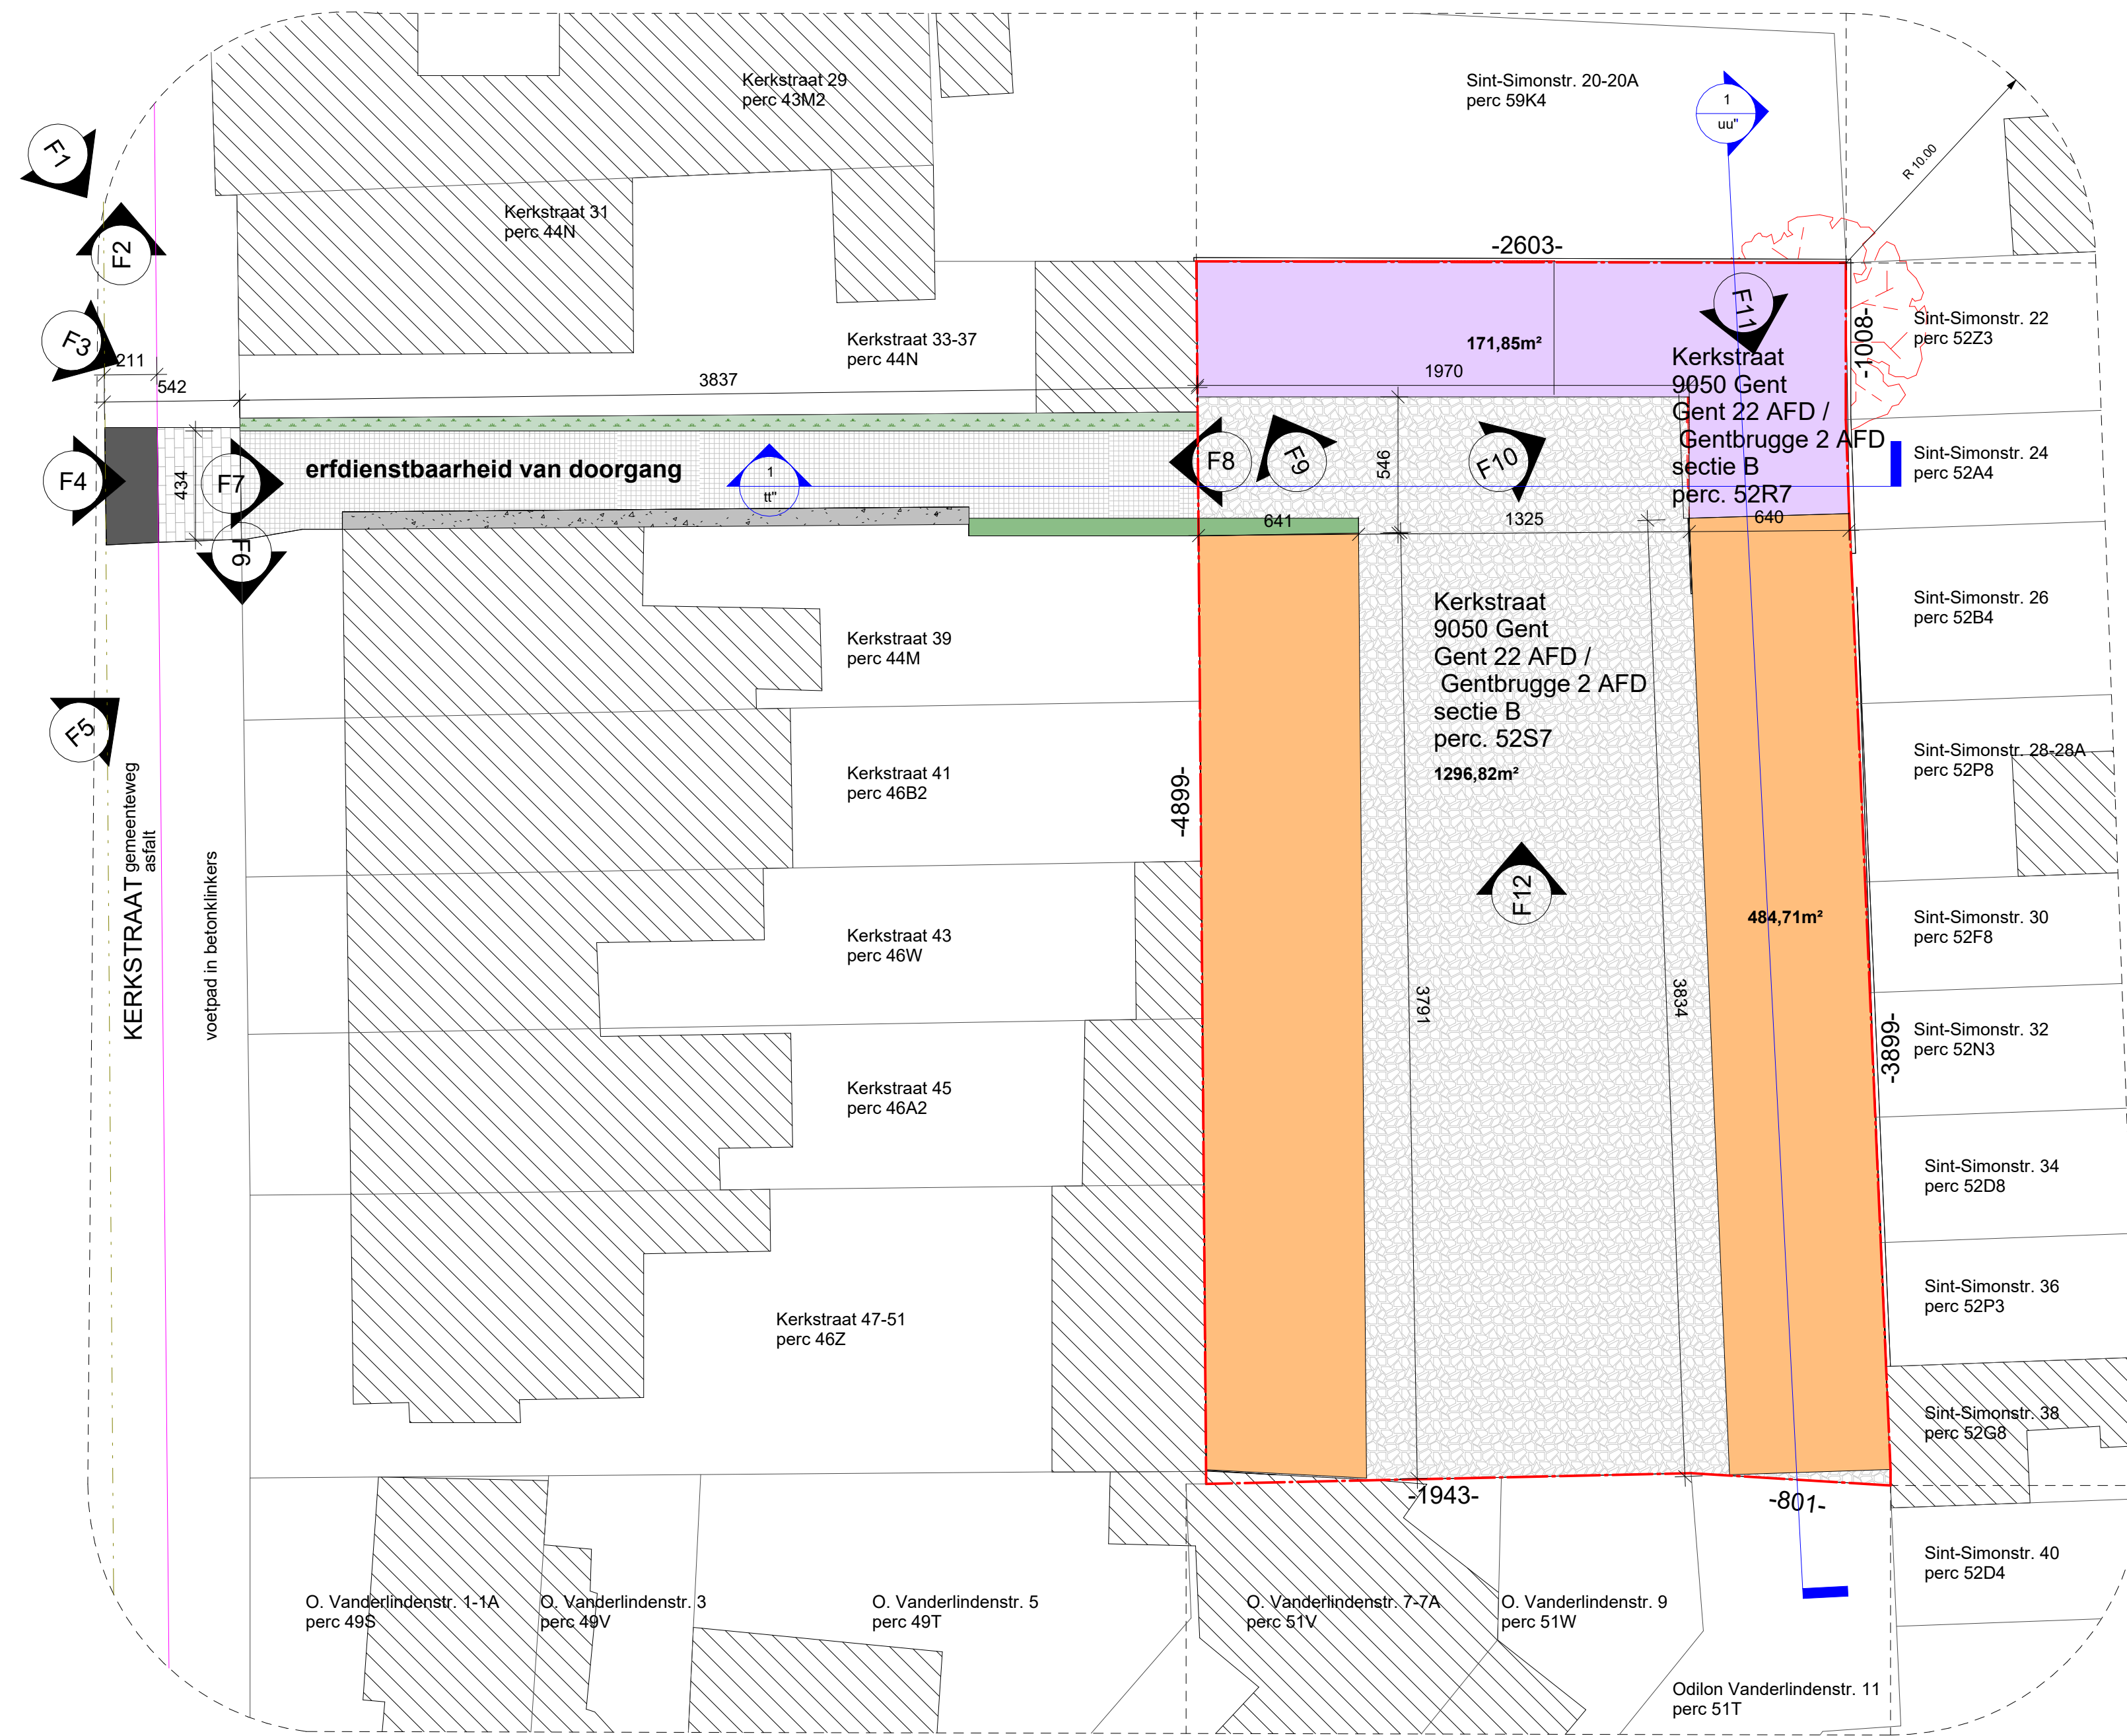 Kerkstraat 29
perc 43M2
Sint-Simonstr. 20-20A
perc 59K4
1
uu"
R 10.00
F1
Kerkstraat 31
perc 44N
F2
-2603-
F11
F3
211
542
Kerkstraat 33-37
perc 44N
3837
171,85m²
1970
-1008-
Sint-Simonstr. 22
perc 52Z3
Kerkstraat
9050 Gent
Gent 22 AFD /
Gentbrugge 2 AFD
sectie B
perc. 52R7
F4
434
F7
erfdienstbaarheid van doorgang
1
tt"
F8
F9
546
F10
Sint-Simonstr. 24
perc 52A4
641
1325
640
F6
Kerkstraat
9050 Gent
Gent 22 AFD /
Gentbrugge 2 AFD
sectie B
perc. 52S7
1296,82m²
Sint-Simonstr. 26
perc 52B4
Kerkstraat 39
perc 44M
F5
Sint-Simonstr. 28-28A
perc 52P8
KERKSTRAAT gemeenteweg
asfalt
voetpad in betonklinkers
Kerkstraat 41
perc 46B2
-4899-
F12
484,71m²
Kerkstraat 43
perc 46W
Sint-Simonstr. 30
perc 52F8
3791
3834
-3899-
Sint-Simonstr. 32
perc 52N3
Kerkstraat 45
perc 46A2
Sint-Simonstr. 34
perc 52D8
Sint-Simonstr. 36
perc 52P3
Kerkstraat 47-51
perc 46Z
Sint-Simonstr. 38
perc 52G8
-1943-
-801-
Sint-Simonstr. 40
perc 52D4
O. Vanderlindenstr. 1-1A
perc 49S
O. Vanderlindenstr. 3
perc 49V
O. Vanderlindenstr. 5
perc 49T
O. Vanderlindenstr. 7-7A
perc 51V
O. Vanderlindenstr. 9
perc 51W
Odilon Vanderlindenstr. 11
perc 51T